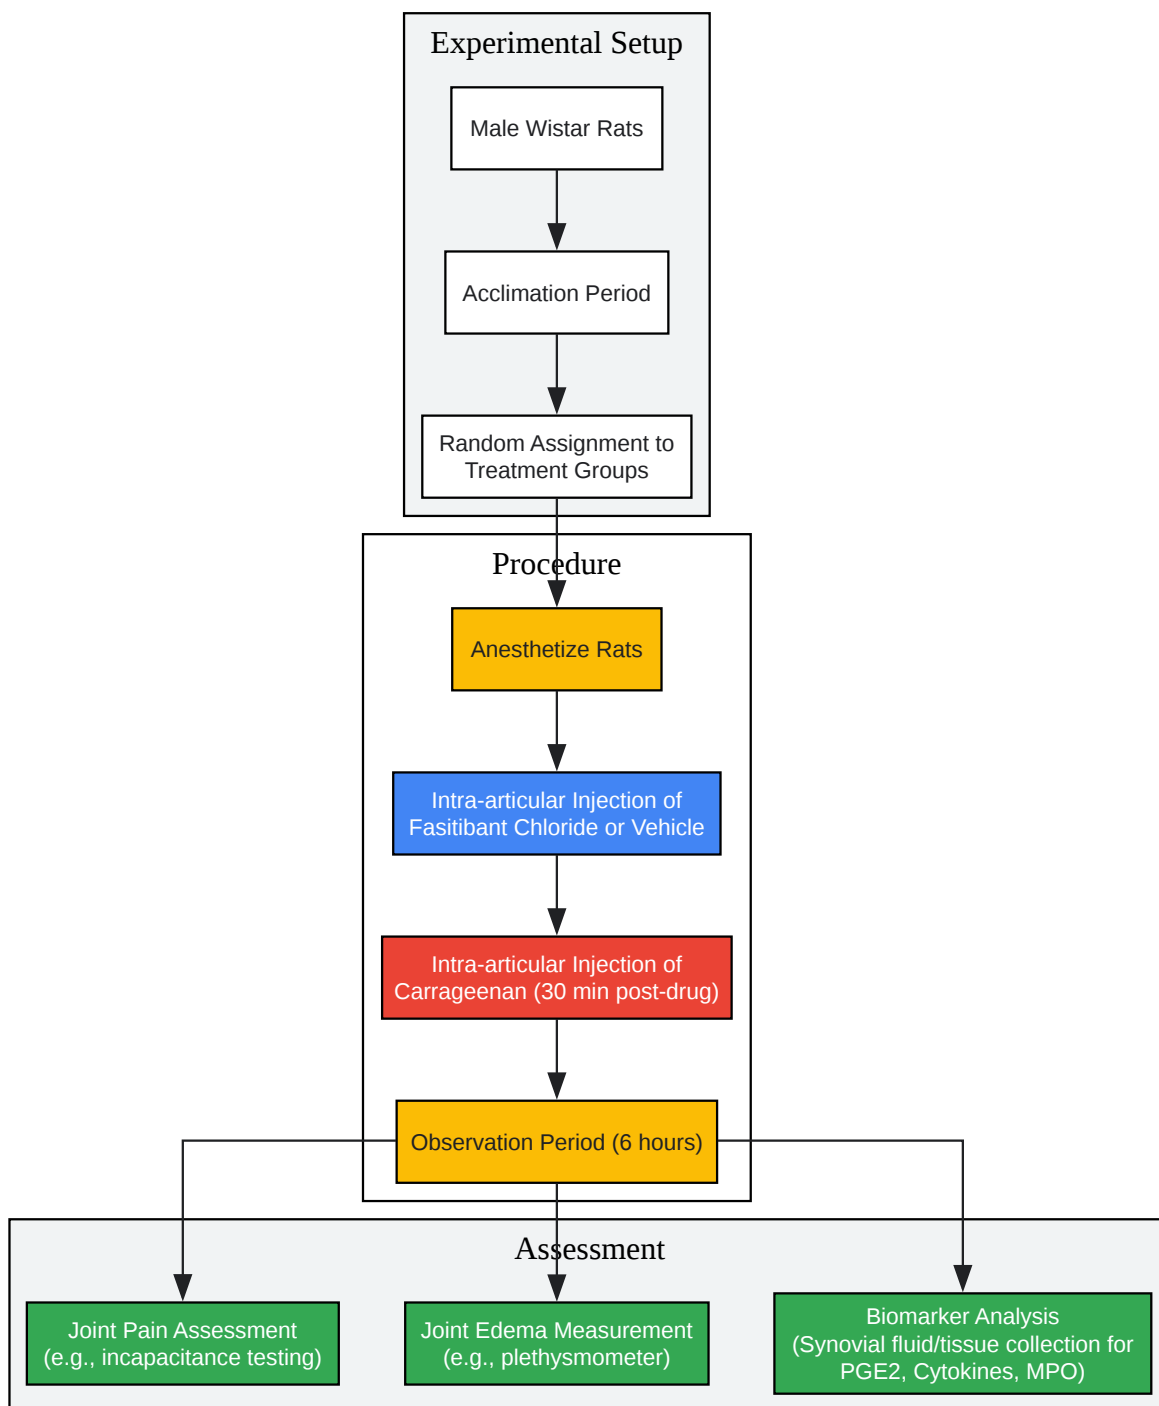 Experimental Setup
Male Wistar Rats
Acclimation Period
Random Assignment to
Treatment Groups
Procedure
Anesthetize Rats
Intra-articular Injection of
Fasitibant Chloride or Vehicle
Intra-articular Injection of
Carrageenan (30 min post-drug)
Observation Period (6 hours)
Assessment
Joint Pain Assessment
(e.g., incapacitance testing)
Joint Edema Measurement
(e.g., plethysmometer)
Biomarker Analysis
(Synovial fluid/tissue collection for
PGE2, Cytokines, MPO)